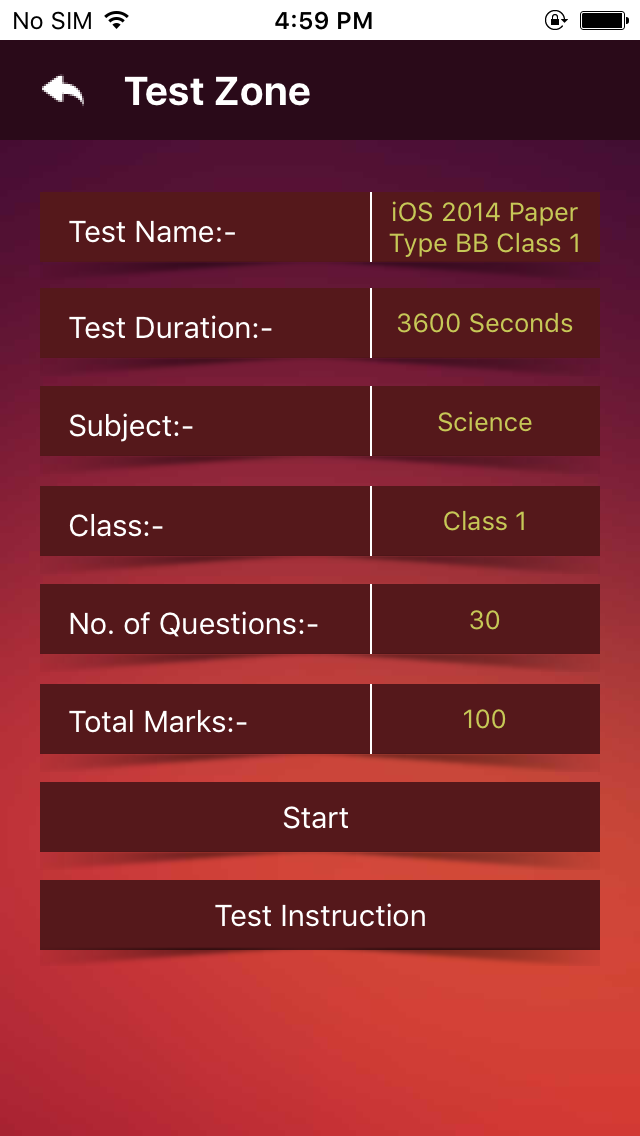 No SIM 4:59 PM
Test Zone
Test Name:-
iOS 2014 Paper
Type BB Class 1
Test Duration:-
3600 Seconds
Subject:-
Science
Class:-
Class 1
No. of Questions:-
30
Total Marks:-
100
Start
Test Instruction